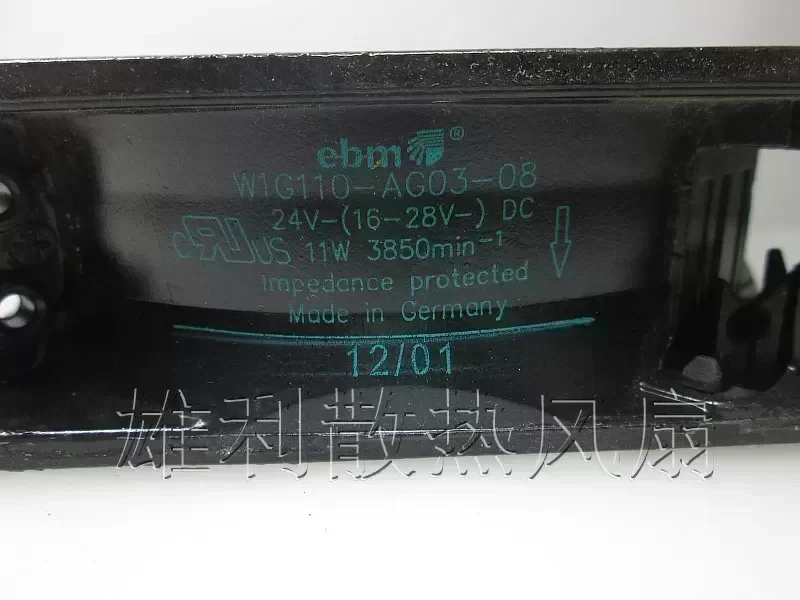 ebm®
W1G110-AG03-08
24V-(16-28V-) DC
cRUus 11W 3850min⁻¹
Impedance protected
Made in Germany
12/01
雄利散热风扇